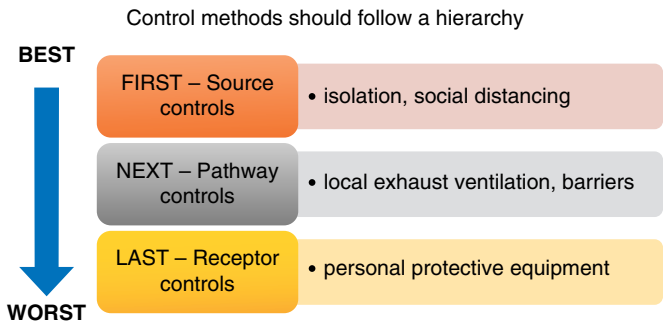 Control methods should follow a hierarchy
BEST
FIRST – Source
controls
• isolation, social distancing
NEXT – Pathway
controls
• local exhaust ventilation, barriers
LAST – Receptor
controls
• personal protective equipment
WORST